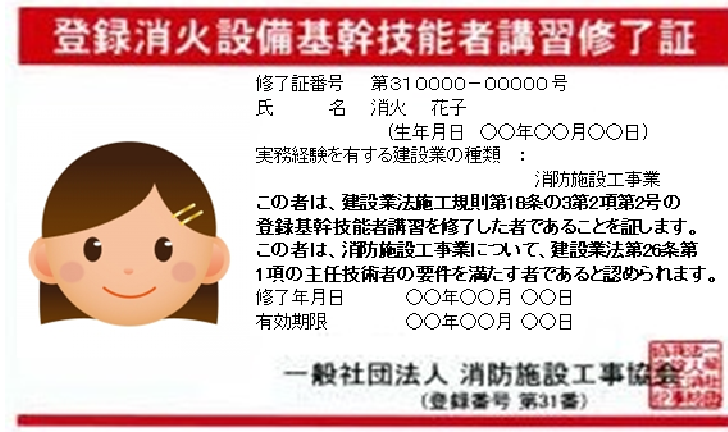 登録消火設備基幹技能者講習修了証
修了証番号　第310000-00000号
氏　　名　消火　花子
(生年月日　〇〇年〇〇月〇〇日)
実務経験を有する建設業の種類　:
消防施設工事業
この者は、建設業法施工規則第18条の3第2項第2号の
登録基幹技能者講習を修了した者であることを証します。
この者は、消防施設工事業について、建設業法第26条第
1項の主任技術者の要件を満たす者であると認められます。
修了年月日　　〇〇年〇〇月 〇〇日
有効期限　　〇〇年〇〇月 〇〇日
一般社団法人 消防施設工事協会
(登録番号 第31番)